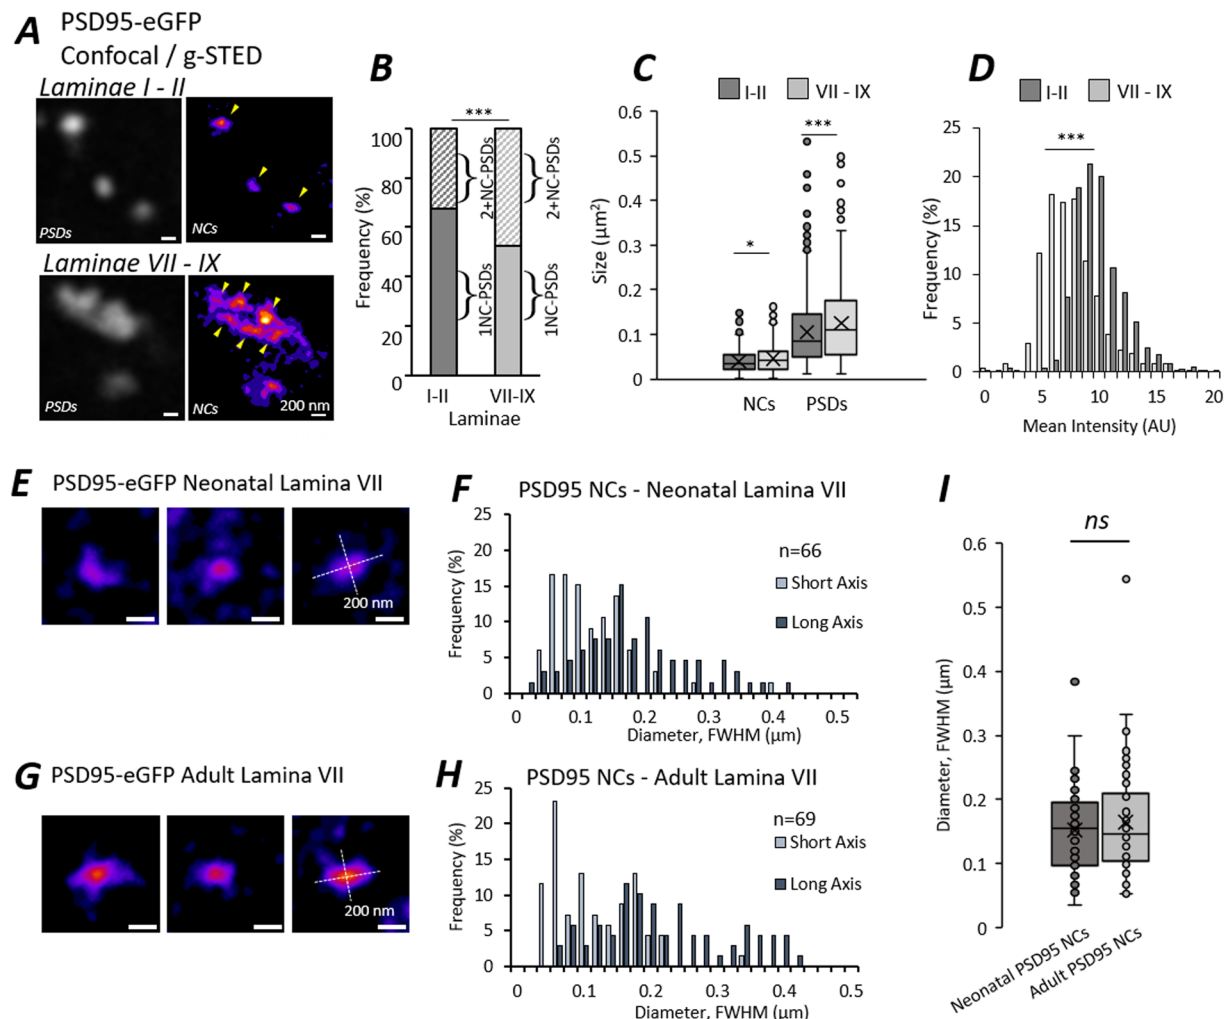 A
PSD95-eGFP
Confocal / g-STED
Laminae I - II
PSDs
NCs
Laminae VII - IX
PSDs
NCs
200 nm
B
***
100
80
60
40
20
0
Frequency (%)
2+NC-PSDs
1NC-PSDs
2+NC-PSDs
1NC-PSDs
I-II
VII-IX
Laminae
C
I-II
VII - IX
0.6
0.5
0.4
0.3
0.2
0.1
0
Size (µm²)
*
***
NCs
PSDs
D
I-II
VII - IX
25
20
15
10
5
0
Frequency (%)
***
0
5
10
15
20
Mean Intensity (AU)
E
PSD95-eGFP Neonatal Lamina VII
200 nm
F
PSD95 NCs - Neonatal Lamina VII
25
20
15
10
5
0
Frequency (%)
n=66
Short Axis
Long Axis
0
0.1
0.2
0.3
0.4
0.5
Diameter, FWHM (µm)
G
PSD95-eGFP Adult Lamina VII
200 nm
H
PSD95 NCs - Adult Lamina VII
25
20
15
10
5
0
Frequency (%)
n=69
Short Axis
Long Axis
0
0.1
0.2
0.3
0.4
0.5
Diameter, FWHM (µm)
I
ns
0.6
0.5
0.4
0.3
0.2
0.1
0
Diameter, FWHM (µm)
Neonatal PSD95 NCs
Adult PSD95 NCs